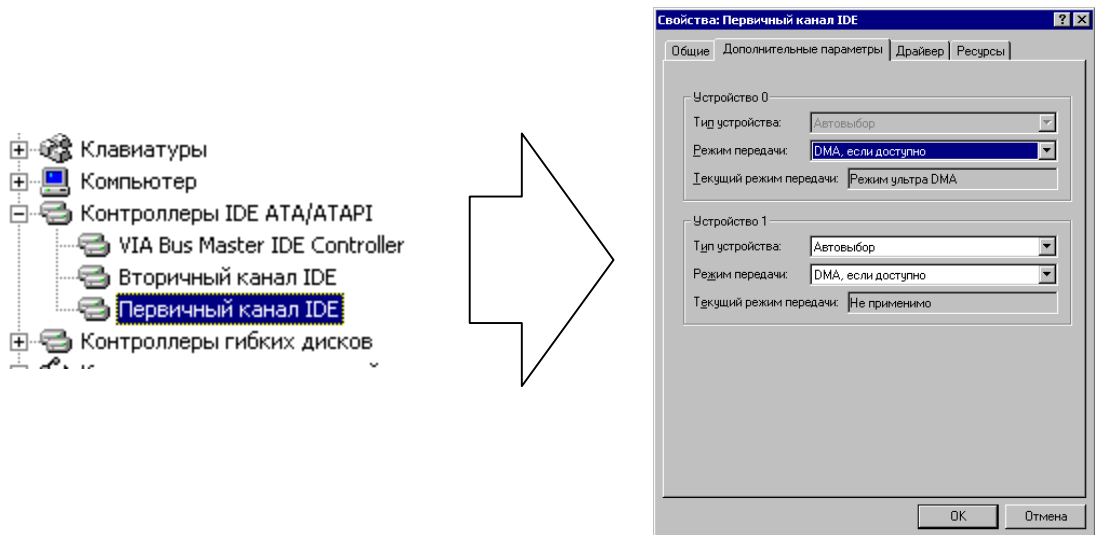 Клавиатуры
Компьютер
Контроллеры IDE ATA/ATAPI
VIA Bus Master IDE Controller
Вторичный канал IDE
Первичный канал IDE
Контроллеры гибких дисков
Свойства: Первичный канал IDE
Общие Дополнительные параметры Драйвер Ресурсы
Устройство 0
Тип устройства: Автовыбор
Режим передачи: DMA, если доступно
Текущий режим передачи: Режим ультра DMA
Устройство 1
Тип устройства: Автовыбор
Режим передачи: DMA, если доступно
Текущий режим передачи: Не применимо
OK Отмена